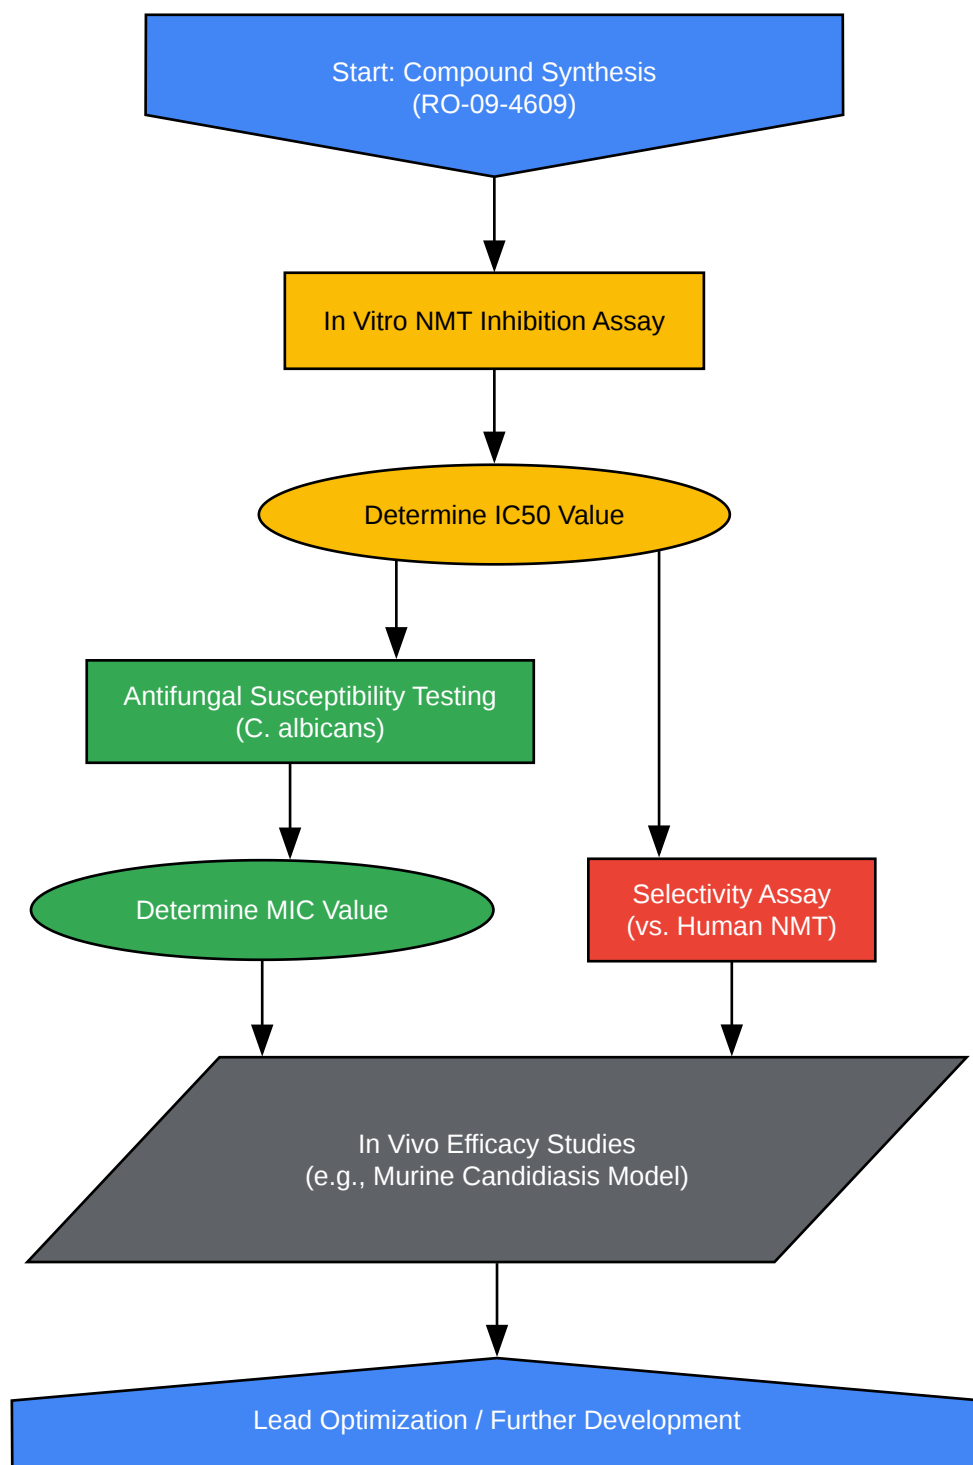 Start: Compound Synthesis
(RO-09-4609)
In Vitro NMT Inhibition Assay
Determine IC50 Value
Antifungal Susceptibility Testing
(C. albicans)
Determine MIC Value
Selectivity Assay
(vs. Human NMT)
In Vivo Efficacy Studies
(e.g., Murine Candidiasis Model)
Lead Optimization / Further Development